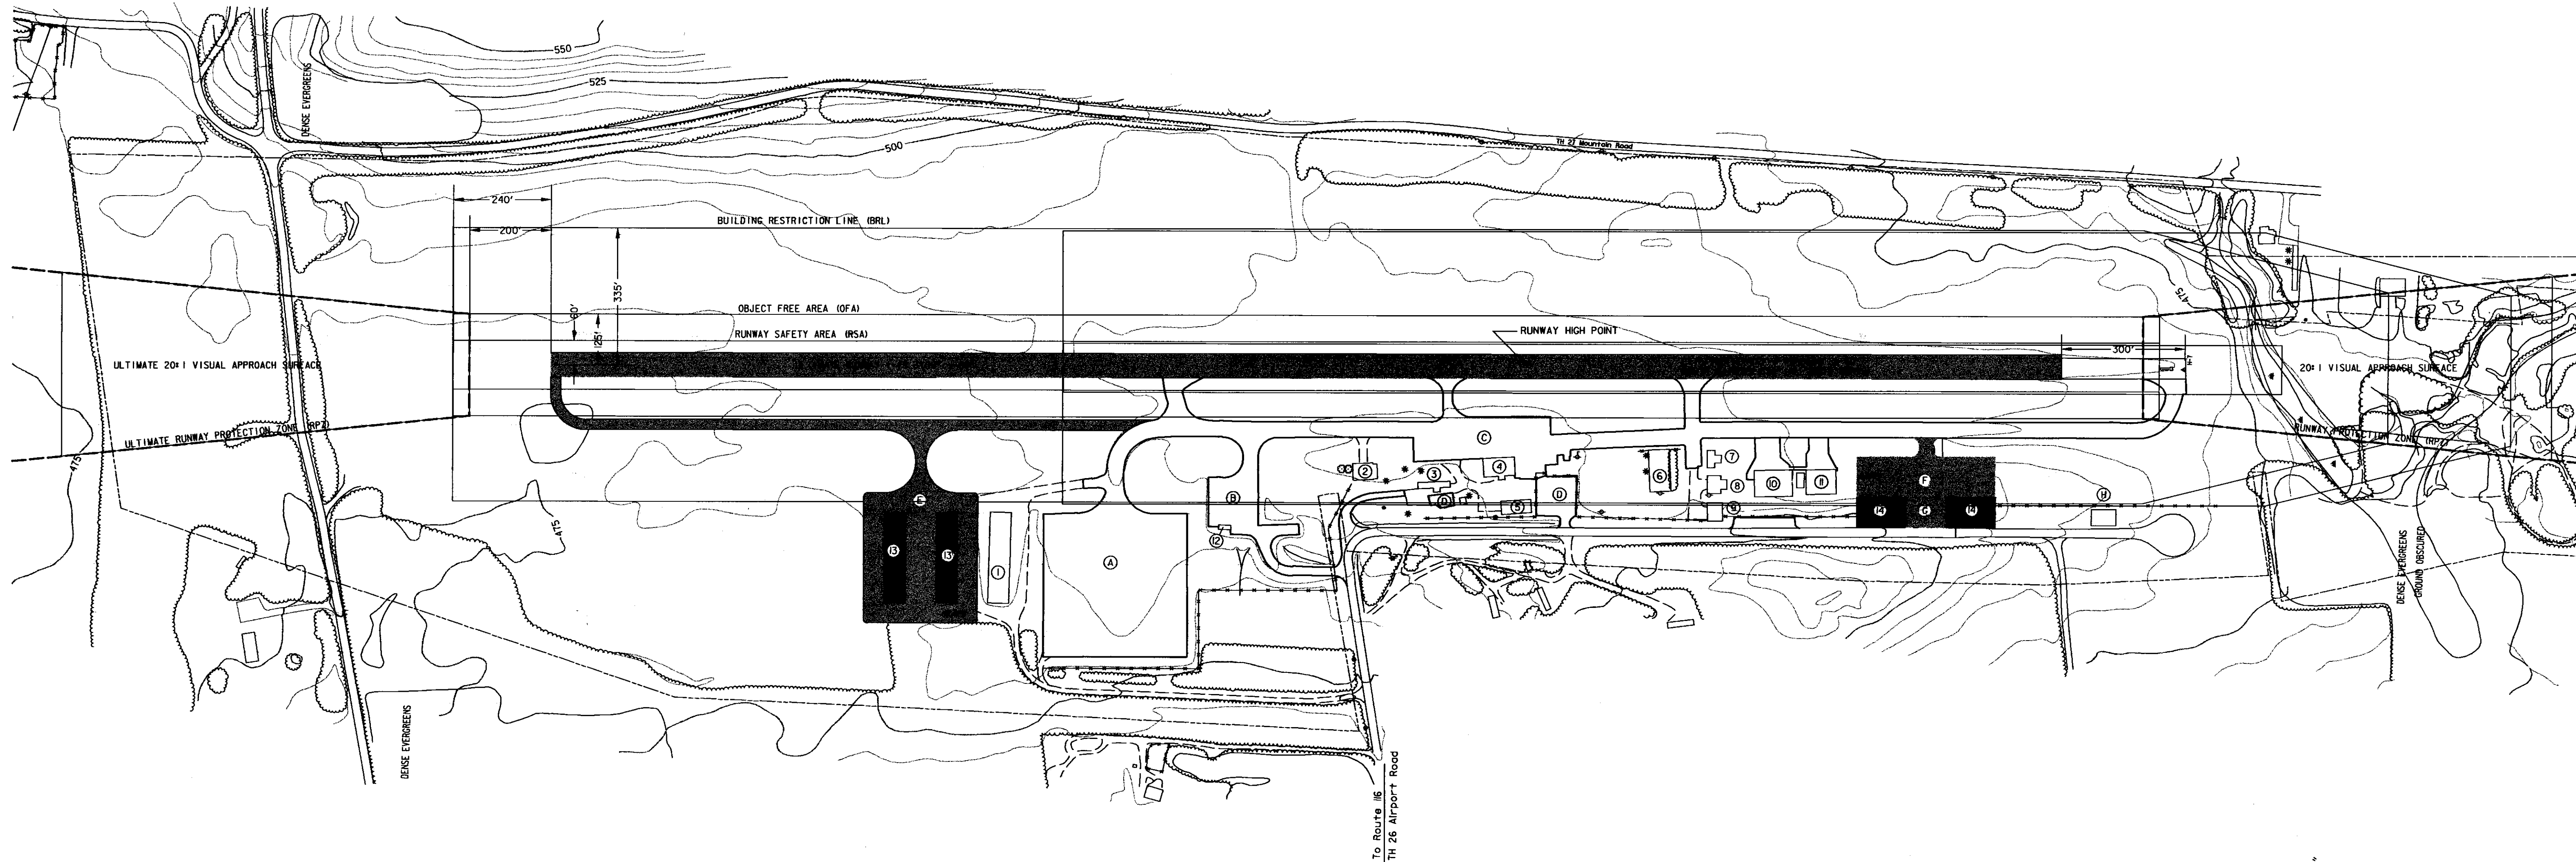 550
525
DENSE EVERGREENS
500
TH 27 Mountain Road
240'
200'
BUILDING RESTRICTION LINE (BRL)
335'
475
60'
125'
OBJECT FREE AREA (OFA)
RUNWAY SAFETY AREA (RSA)
RUNWAY HIGH POINT
300'
ULTIMATE 20:1 VISUAL APPROACH SURFACE
20:1 VISUAL APPROACH SURFACE
ULTIMATE RUNWAY PROTECTION ZONE (RPZ)
RUNWAY PROTECTION ZONE (RPZ)
475
C
2
3
4
6
7
8
9
10
11
5
D
B
E
F
G
H
14
14
475
12
13
13
1
A
DENSE EVERGREENS
GROUND OBSCURED
DENSE EVERGREENS
To Route 116
TH 26 Airport Road